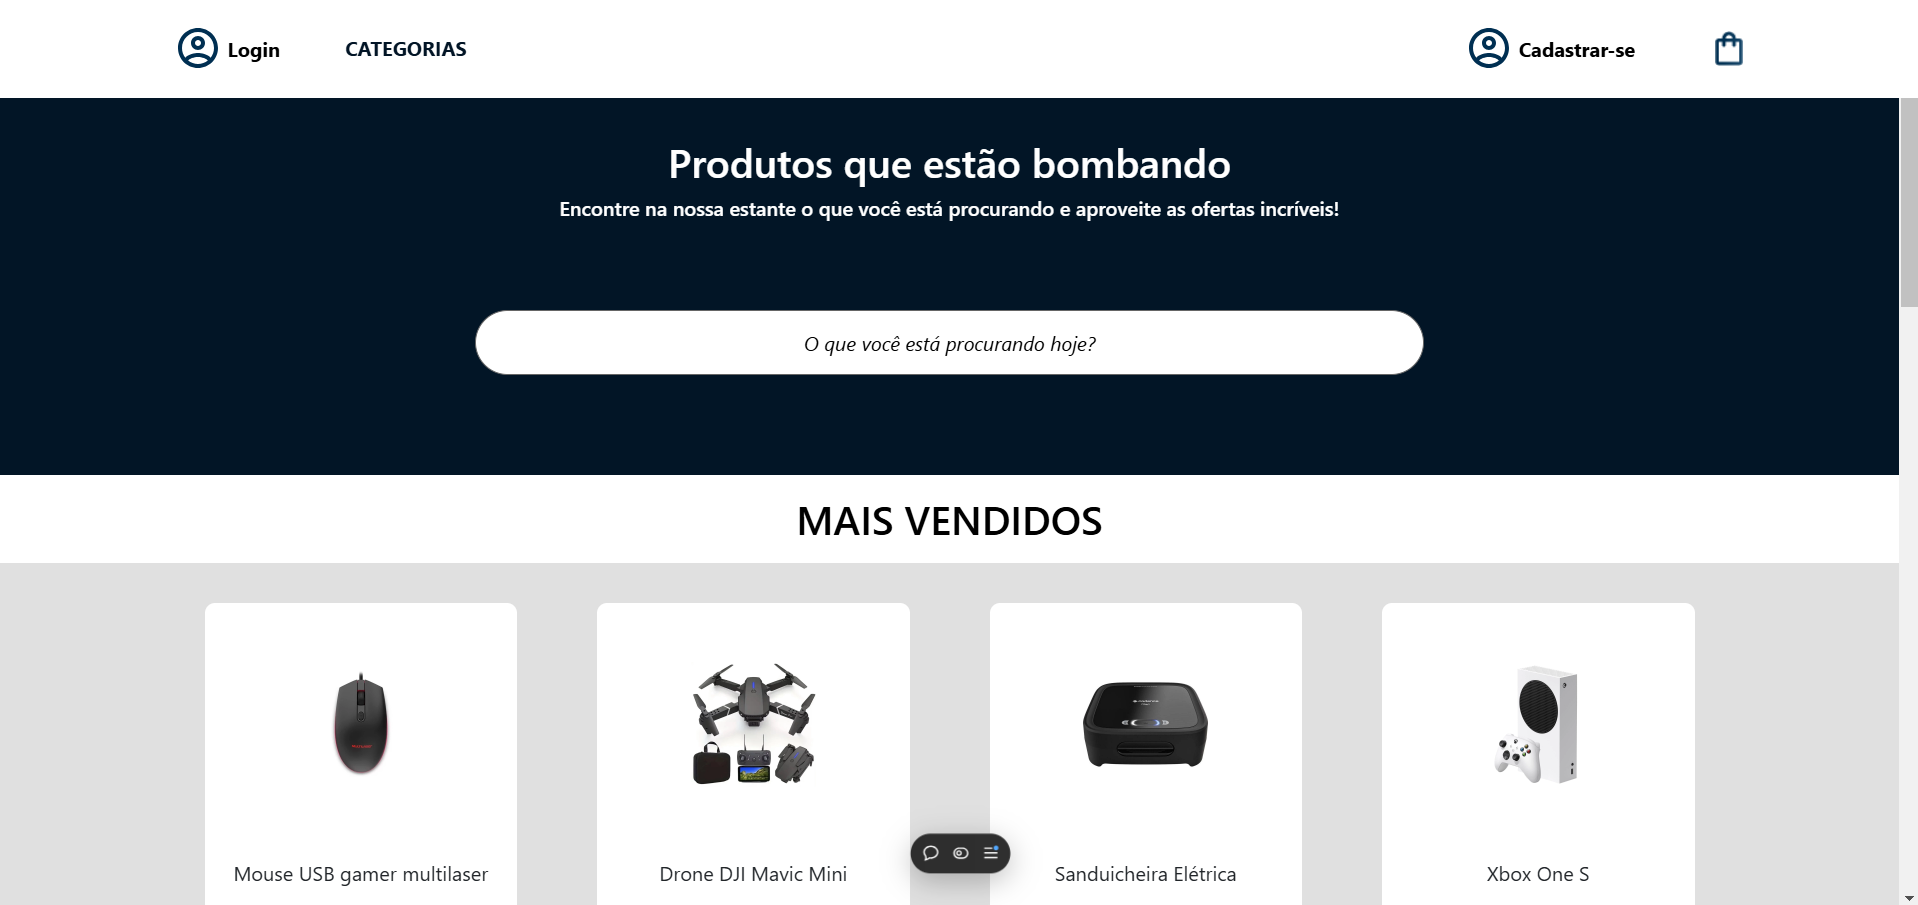 Login
CATEGORIAS
Cadastrar-se
Produtos que estão bombando
Encontre na nossa estante o que você está procurando e aproveite as ofertas incríveis!
O que você está procurando hoje?
MAIS VENDIDOS
Mouse USB gamer multilaser
Drone DJI Mavic Mini
Sanduicheira Elétrica
Xbox One S